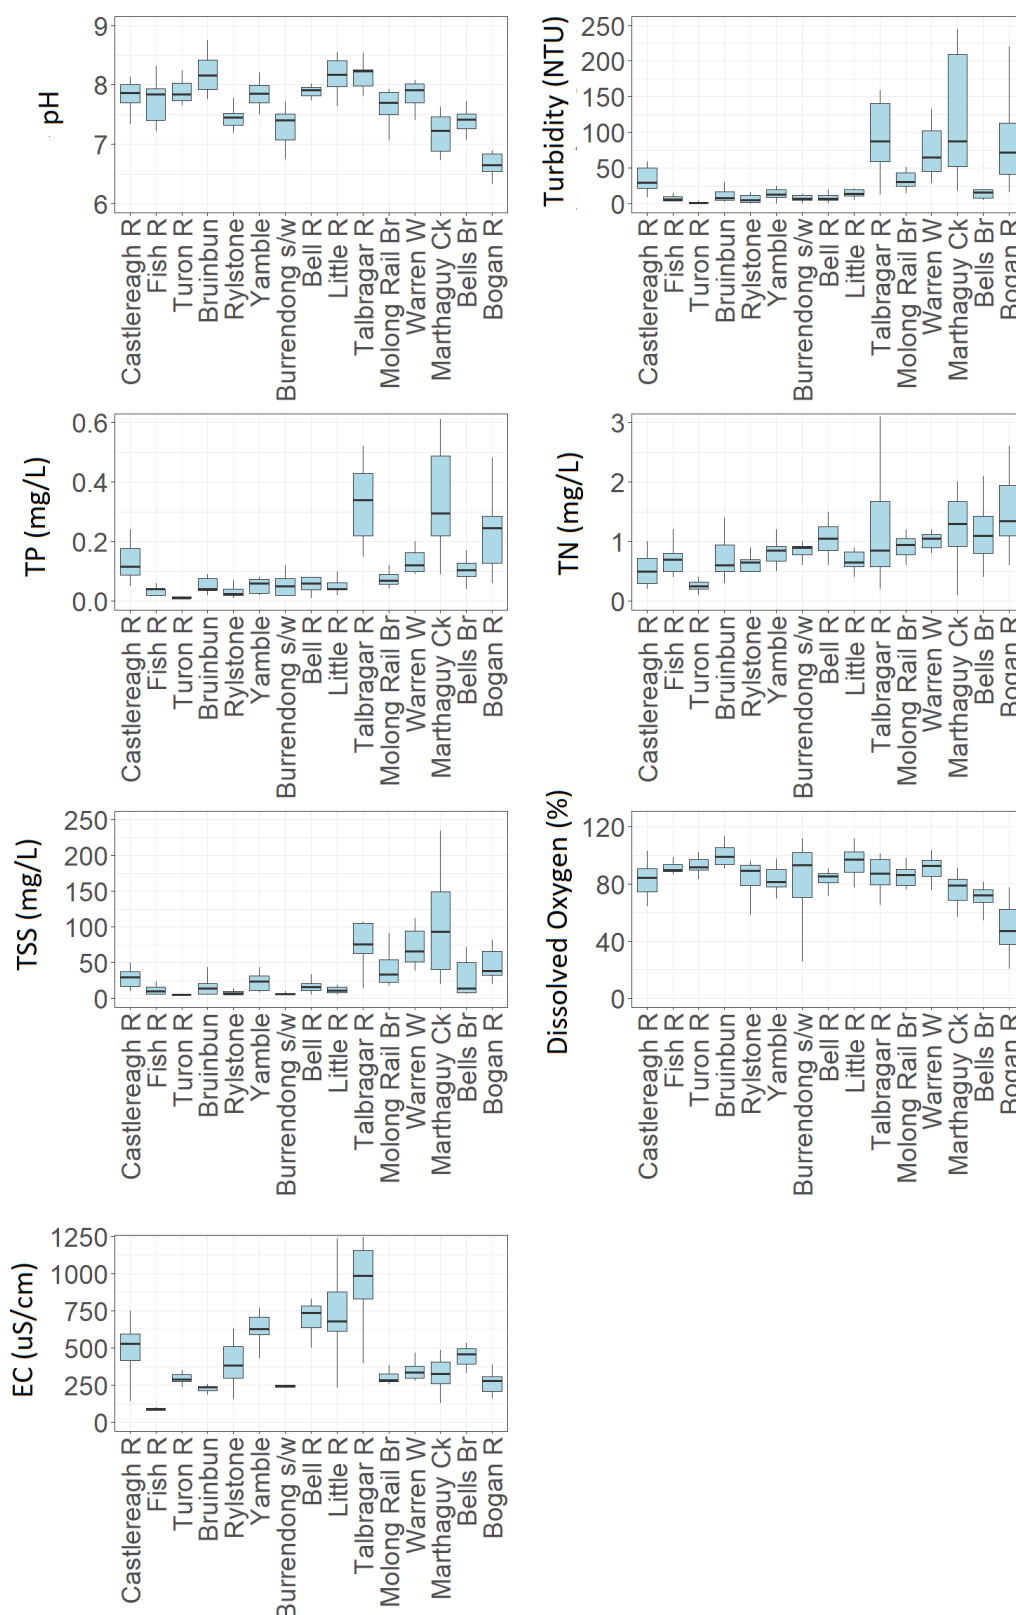 pH
9
8
7
6
Castlereagh R
Fish R
Turon R
Bruinbun
Rylstone
Yamble
Burrendong s/w
Bell R
Little R
Talbragar R
Molong Rail Br
Warren W
Marthaguy Ck
Bells Br
Bogan R
Turbidity (NTU)
250
200
150
100
50
0
Castlereagh R
Fish R
Turon R
Bruinbun
Rylstone
Yamble
Burrendong s/w
Bell R
Little R
Talbragar R
Molong Rail Br
Warren W
Marthaguy Ck
Bells Br
Bogan R
TP (mg/L)
0.6
0.4
0.2
0.0
Castlereagh R
Fish R
Turon R
Bruinbun
Rylstone
Yamble
Burrendong s/w
Bell R
Little R
Talbragar R
Molong Rail Br
Warren W
Marthaguy Ck
Bells Br
Bogan R
TN (mg/L)
3
2
1
0
Castlereagh R
Fish R
Turon R
Bruinbun
Rylstone
Yamble
Burrendong s/w
Bell R
Little R
Talbragar R
Molong Rail Br
Warren W
Marthaguy Ck
Bells Br
Bogan R
TSS (mg/L)
250
200
150
100
50
0
Castlereagh R
Fish R
Turon R
Bruinbun
Rylstone
Yamble
Burrendong s/w
Bell R
Little R
Talbragar R
Molong Rail Br
Warren W
Marthaguy Ck
Bells Br
Bogan R
Dissolved Oxygen (%)
120
80
40
0
Castlereagh R
Fish R
Turon R
Bruinbun
Rylstone
Yamble
Burrendong s/w
Bell R
Little R
Talbragar R
Molong Rail Br
Warren W
Marthaguy Ck
Bells Br
Bogan R
EC (uS/cm)
1250
1000
750
500
250
0
Castlereagh R
Fish R
Turon R
Bruinbun
Rylstone
Yamble
Burrendong s/w
Bell R
Little R
Talbragar R
Molong Rail Br
Warren W
Marthaguy Ck
Bells Br
Bogan R